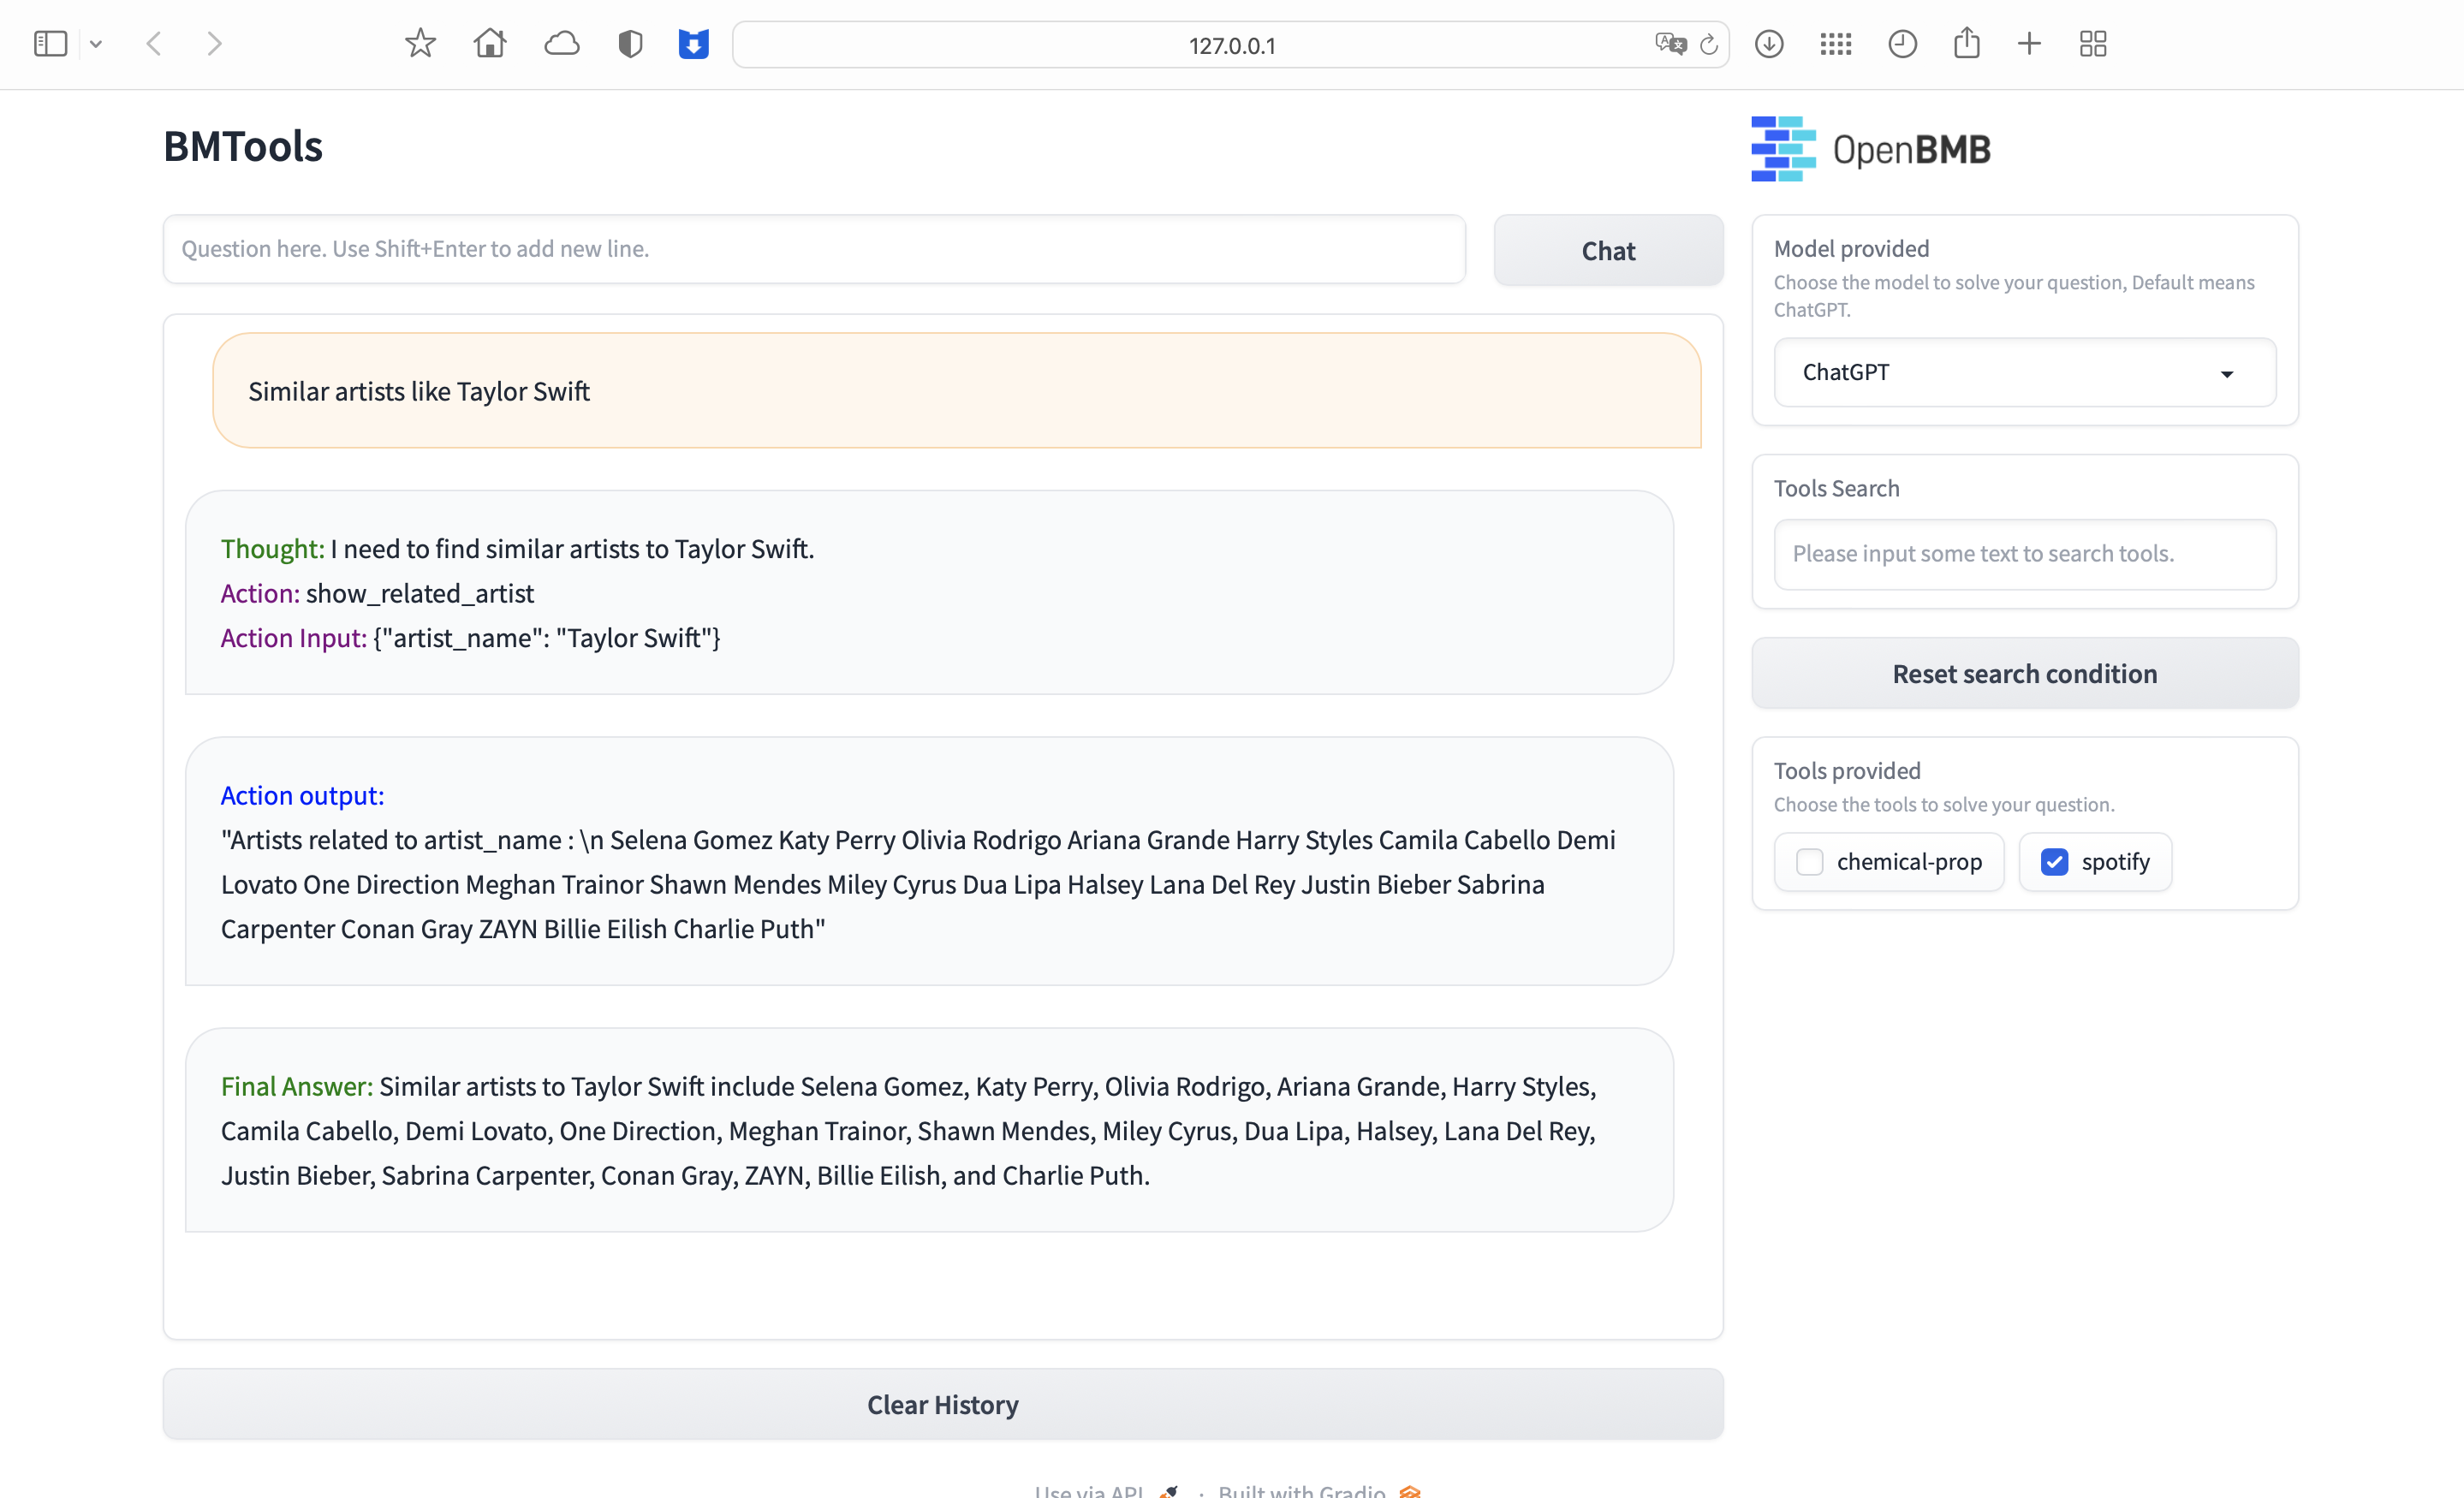 127.0.0.1
BMTools
OpenBMB
Question here. Use Shift+Enter to add new line.
Chat
Similar artists like Taylor Swift
Thought: I need to find similar artists to Taylor Swift.
Action: show_related_artist
Action Input: {"artist_name": "Taylor Swift"}
Action output:
"Artists related to artist_name : \n Selena Gomez Katy Perry Olivia Rodrigo Ariana Grande Harry Styles Camila Cabello Demi
Lovato One Direction Meghan Trainor Shawn Mendes Miley Cyrus Dua Lipa Halsey Lana Del Rey Justin Bieber Sabrina
Carpenter Conan Gray ZAYN Billie Eilish Charlie Puth"
Final Answer: Similar artists to Taylor Swift include Selena Gomez, Katy Perry, Olivia Rodrigo, Ariana Grande, Harry Styles,
Camila Cabello, Demi Lovato, One Direction, Meghan Trainor, Shawn Mendes, Miley Cyrus, Dua Lipa, Halsey, Lana Del Rey,
Justin Bieber, Sabrina Carpenter, Conan Gray, ZAYN, Billie Eilish, and Charlie Puth.
Clear History
Model provided
Choose the model to solve your question, Default means
ChatGPT.
ChatGPT
Tools Search
Please input some text to search tools.
Reset search condition
Tools provided
Choose the tools to solve your question.
chemical-prop
spotify
Use via API · Built with Gradio